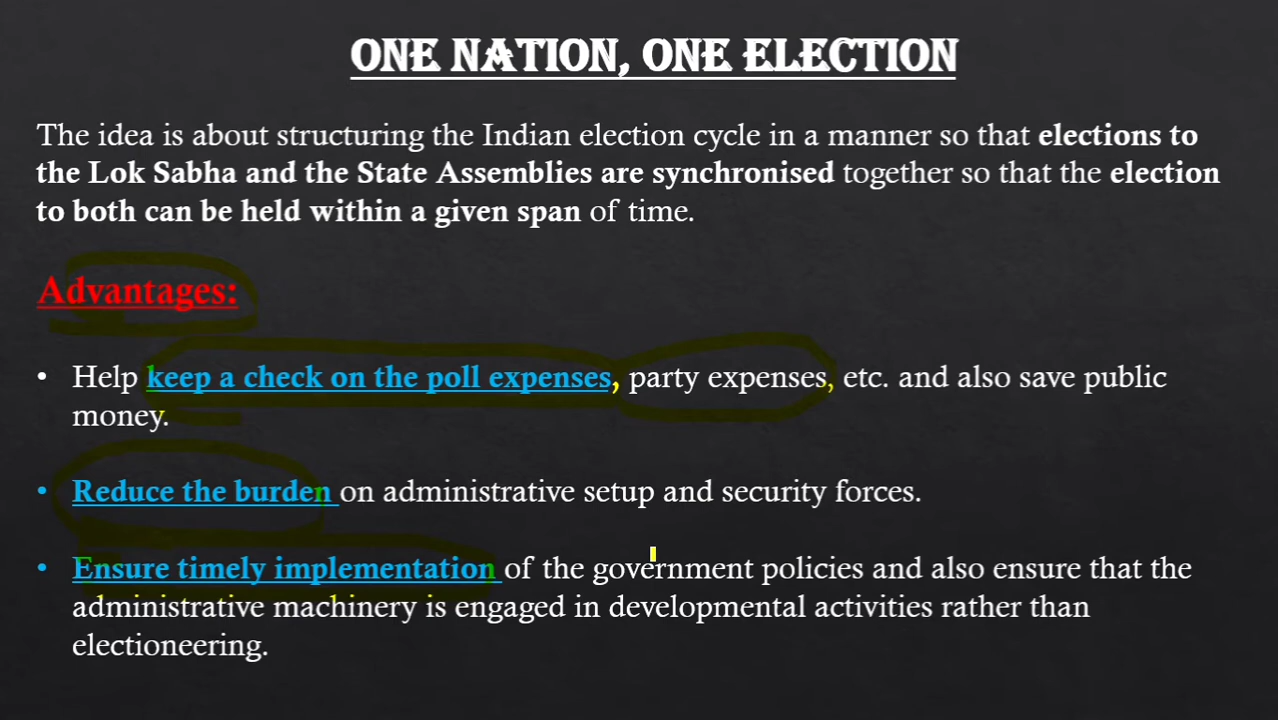 ONE NATION, ONE ELECTION
The idea is about structuring the Indian election cycle in a manner so that elections to
the Lok Sabha and the State Assemblies are synchronised together so that the election
to both can be held within a given span of time.
Advantages:
• Help keep a check on the poll expenses, party expenses, etc. and also save public
money.
• Reduce the burden on administrative setup and security forces.
• Ensure timely implementation of the government policies and also ensure that the
administrative machinery is engaged in developmental activities rather than
electioneering.